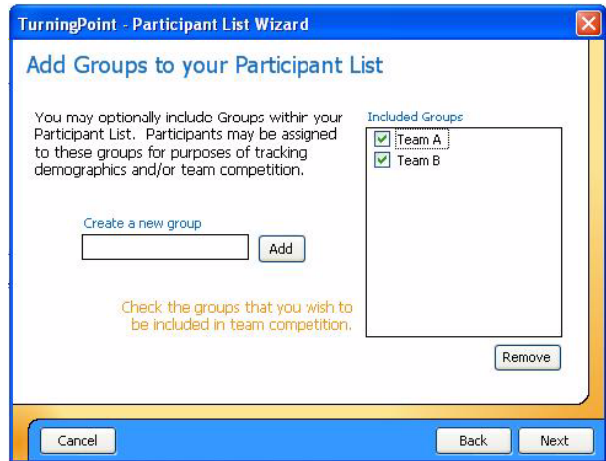 TurningPoint - Participant List Wizard
Add Groups to your Participant List
You may optionally include Groups within your
Participant List. Participants may be assigned
to these groups for purposes of tracking
demographics and/or team competition.
Create a new group
Add
Check the groups that you wish to
be included in team competition.
Included Groups
Team A
Team B
Remove
Cancel
Back
Next